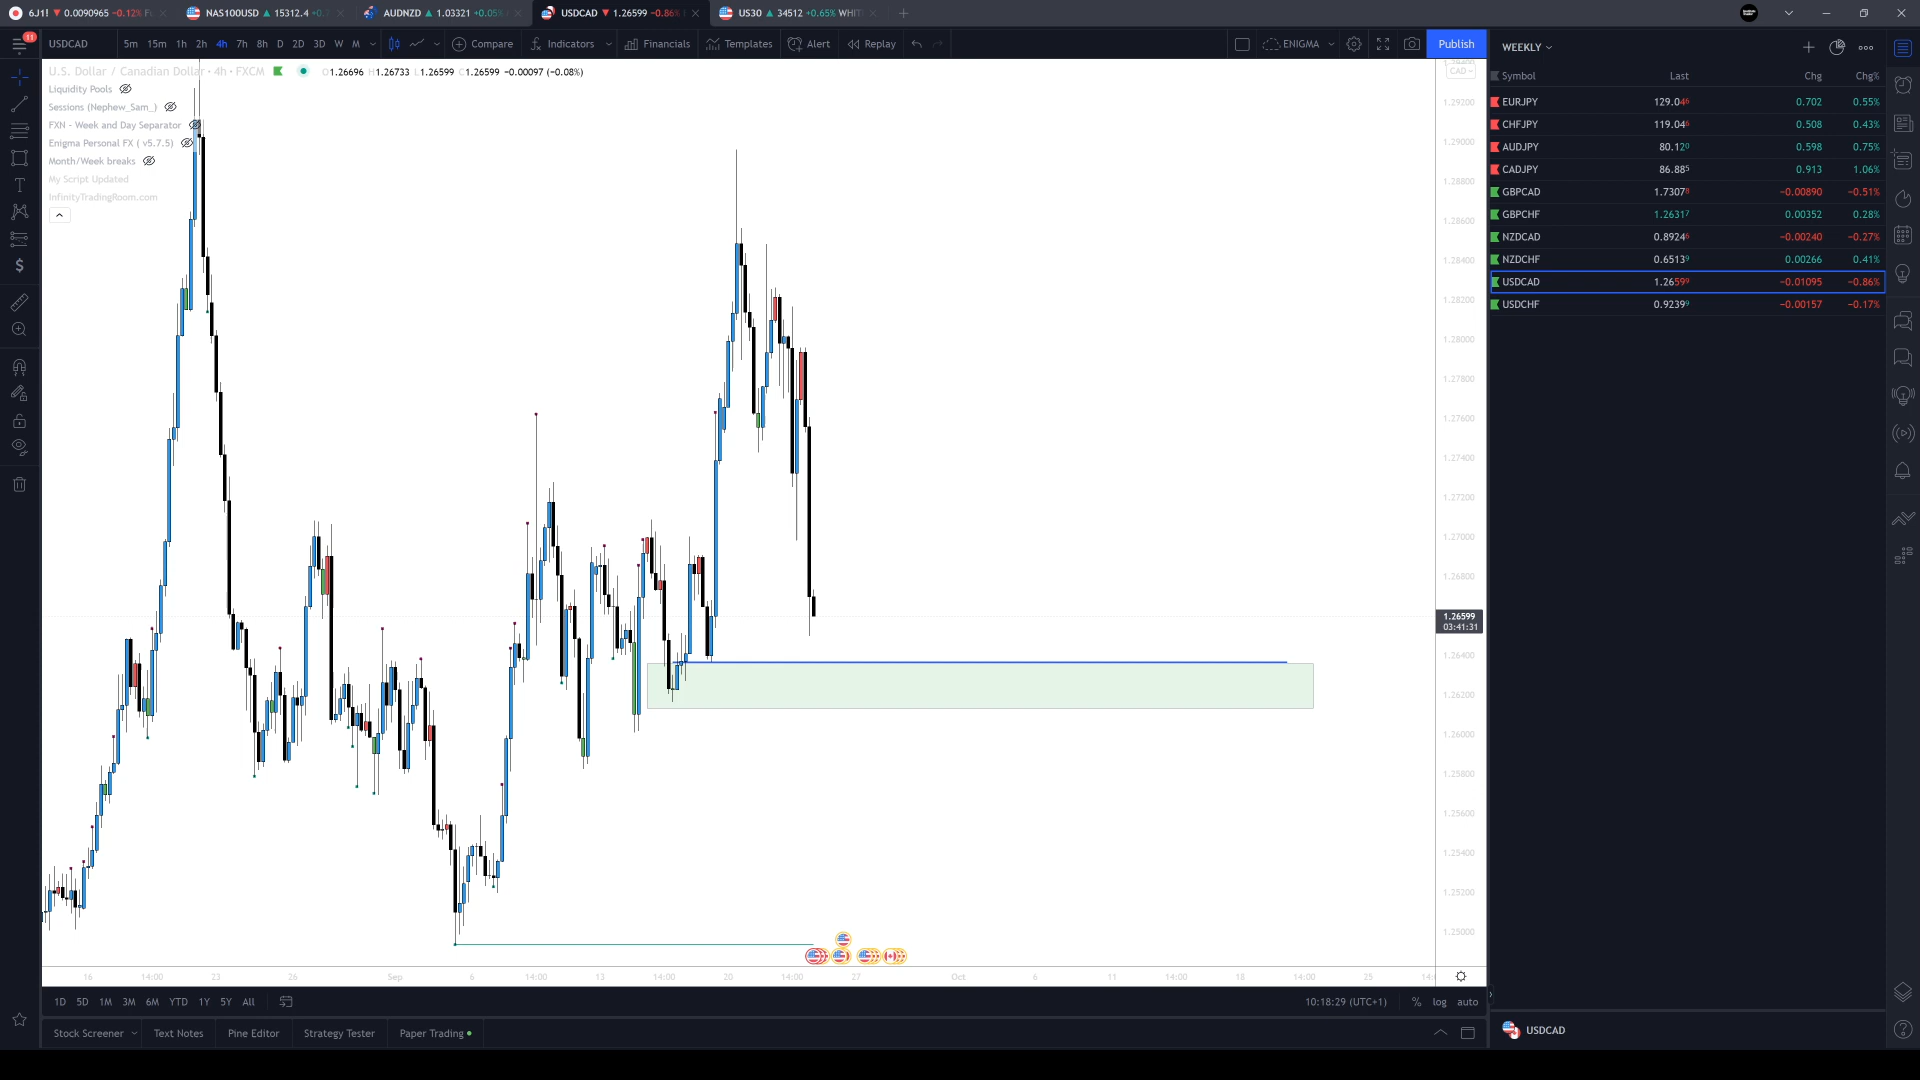 6J1! ▼ 0.0090965 −0.12% NAS100USD ▲ 15312.4 AUDNZD ▲ 1.03321 +0.05 USDCAD ▼ 1.26599 −0.86% US30 ▲ 34512 +0.65% WHIT
11 USDCAD 5m 15m 1h 2h 4h 7h 8h D 2D 3D W M Compare Indicators Financials Templates Alert Replay ENIGMA Publish
U.S. Dollar / Canadian Dollar · 4h · FXCM O1.26696 H1.26733 L1.26599 C1.26599 −0.00097 (−0.08%)
Liquidity Pools
Sessions (Nephew_Sam_)
FXN - Week and Day Separator
Enigma Personal FX ( v5.7.5)
Month/Week breaks
My Script Updated
InfinityTradingRoom.com
CAD
1.29200
1.29000
1.28800
1.28600
1.28400
1.28200
1.28000
1.27800
1.27600
1.27400
1.27200
1.27000
1.26800
1.26599
03:41:31
1.26400
1.26200
1.26000
1.25800
1.25600
1.25400
1.25200
1.25000
16 14:00 23 26 Sep 6 14:00 13 14:00 20 14:00 27 Oct 6 11 14:00 18 14:00 25 14:
1D 5D 1M 3M 6M YTD 1Y 5Y All 10:18:29 (UTC+1) % log auto
Stock Screener Text Notes Pine Editor Strategy Tester Paper Trading
WEEKLY
Symbol Last Chg Chg%
EURJPY 129.046 0.702 0.55%
CHFJPY 119.046 0.508 0.43%
AUDJPY 80.120 0.598 0.75%
CADJPY 86.885 0.913 1.06%
GBPCAD 1.73078 −0.00890 −0.51%
GBPCHF 1.26317 0.00352 0.28%
NZDCAD 0.89246 −0.00240 −0.27%
NZDCHF 0.65139 0.00266 0.41%
USDCAD 1.26599 −0.01095 −0.86%
USDCHF 0.92399 −0.00157 −0.17%
USDCAD